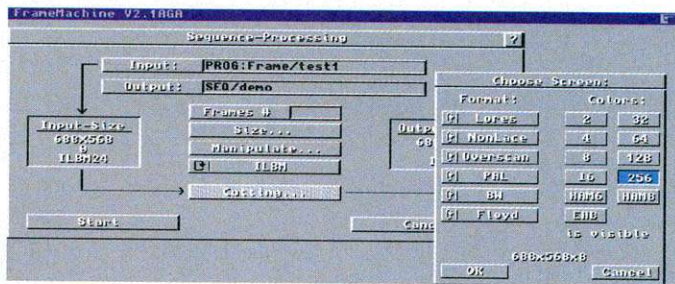 FrameMachine V2.1AGA
Sequence-Processing
?
Input: PROG:Frame/test1
Output: SEQ/demo
Input-Size
688x568
8
ILBM24
Frames #
Size...
Manipulate...
ILBM
Cutting...
Start
Choose Screen:
Format: Colors:
Lores 2 32
NonLace 4 64
Overscan 8 128
PAL 16 256
BW HAM6 HAM8
Floyd EHB
is visible
688x568x8
OK Cancel